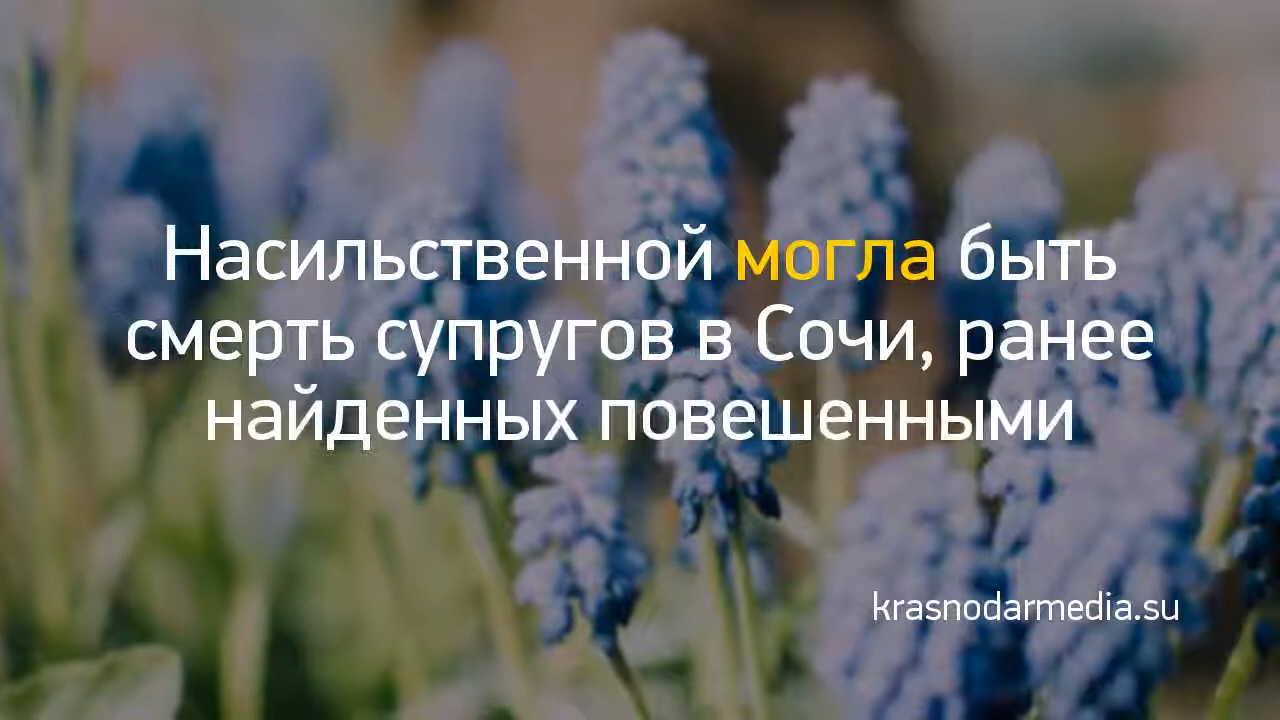 Насильственной могла быть
смерть супругов в Сочи, ранее
найденных повешенными
krasnodarmedia.su